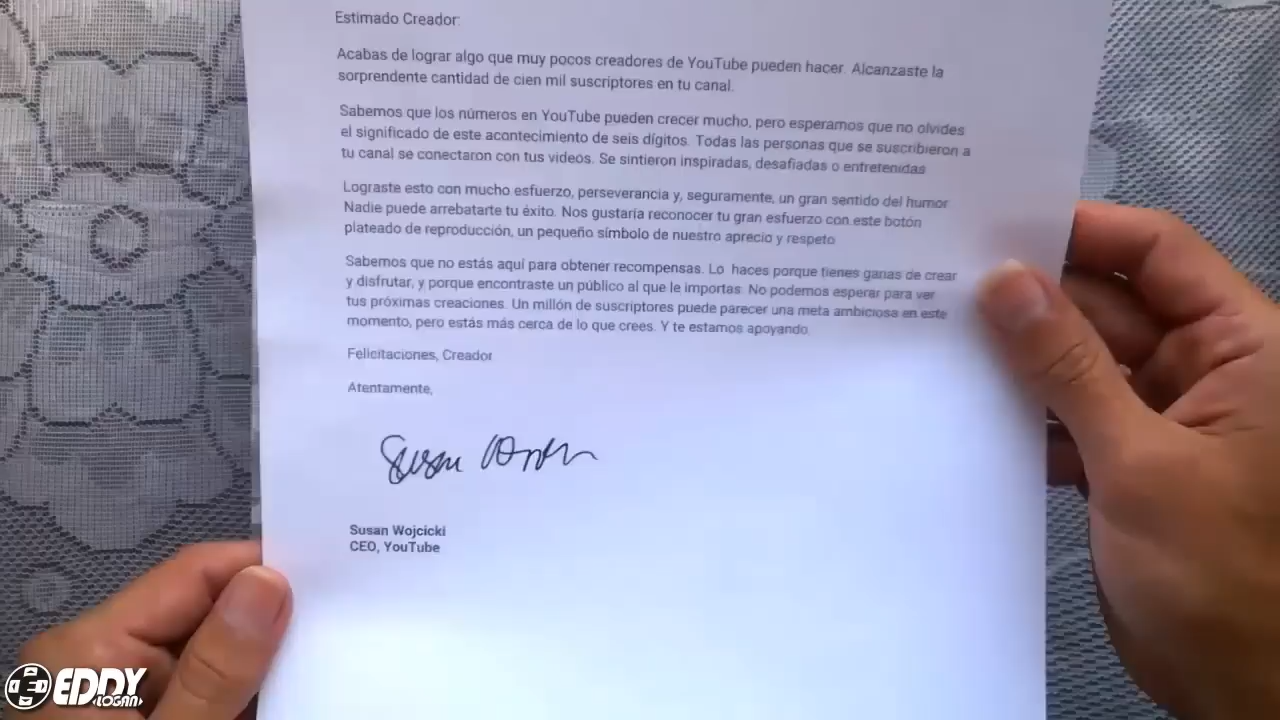 Estimado Creador:
Acabas de lograr algo que muy pocos creadores de YouTube pueden hacer. Alcanzaste la
sorprendente cantidad de cien mil suscriptores en tu canal.
Sabemos que los números en YouTube pueden crecer mucho, pero esperamos que no olvides
el significado de este acontecimiento de seis dígitos. Todas las personas que se suscribieron a
tu canal se conectaron con tus videos. Se sintieron inspiradas, desafiadas o entretenidas
Lograste esto con mucho esfuerzo, perseverancia y, seguramente, un gran sentido del humor
Nadie puede arrebatarte tu éxito. Nos gustaría reconocer tu gran esfuerzo con este botón
plateado de reproducción, un pequeño símbolo de nuestro aprecio y respeto
Sabemos que no estás aquí para obtener recompensas. Lo haces porque tienes ganas de crear
y disfrutar, y porque encontraste un público al que le importas. No podemos esperar para ver
tus próximas creaciones. Un millón de suscriptores puede parecer una meta ambiciosa en este
momento, pero estás más cerca de lo que crees. Y te estamos apoyando.
Felicitaciones, Creador
Atentamente,
Susan Wojcicki
CEO, YouTube
EDDY
LOGAN